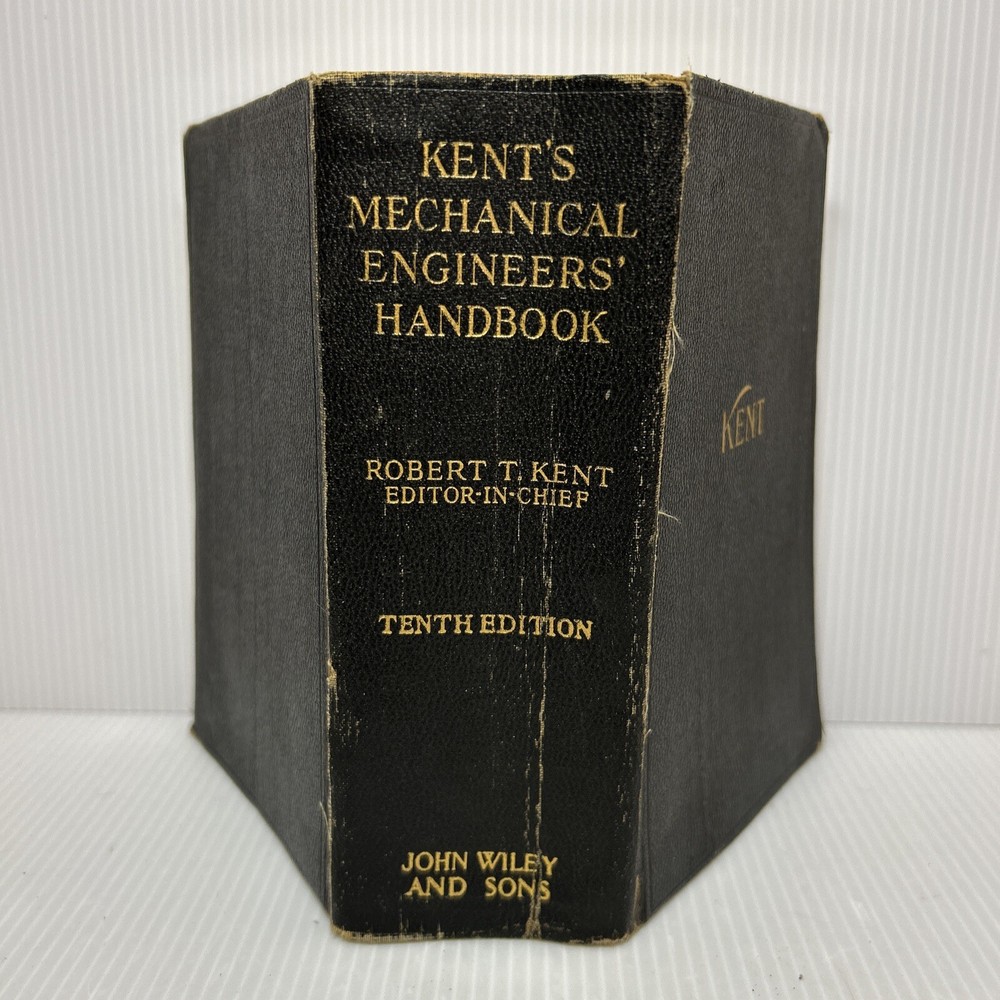 KENT'S
MECHANICAL
ENGINEERS'
HANDBOOK
ROBERT T. KENT
EDITOR-IN-CHIEF
TENTH EDITION
JOHN WILEY
AND SONS
KENT